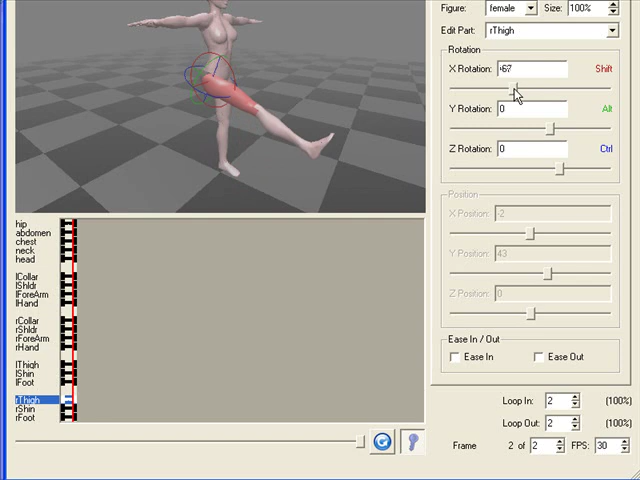 Figure: female Size: 100%
Edit Part: rThigh
Rotation
X Rotation: -67 Shift
Y Rotation: 0 Alt
Z Rotation: 0 Ctrl
Position
X Position: -2
Y Position: 43
Z Position: 0
Ease In / Out
Ease In Ease Out
Loop In: 2 (100%)
Loop Out: 2 (100%)
Frame 2 of 2 FPS: 30
hip
abdomen
chest
neck
head
lCollar
lShldr
lForeArm
lHand
rCollar
rShldr
rForeArm
rHand
lThigh
lShin
lFoot
rThigh
rShin
rFoot